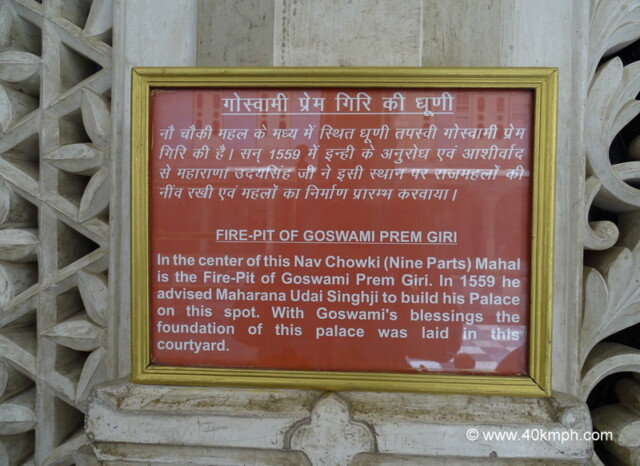 गोस्वामी प्रेम गिरि की धूणी
नौ चौकी महल के मध्य में स्थित धूणी तपस्वी गोस्वामी प्रेम
गिरि की है। सन् 1559 में इन्ही के अनुरोध एवं आशीर्वाद
से महाराणा उदयसिंह जी ने इसी स्थान पर राजमहलों की
नींव रखी एवं महलों का निर्माण प्रारम्भ करवाया।
FIRE-PIT OF GOSWAMI PREM GIRI
In the center of this Nav Chowki (Nine Parts) Mahal
is the Fire-Pit of Goswami Prem Giri. In 1559 he
advised Maharana Udai Singhji to build his Palace
on this spot. With Goswami's blessings the
foundation of this palace was laid in this
courtyard.
© www.40kmph.com